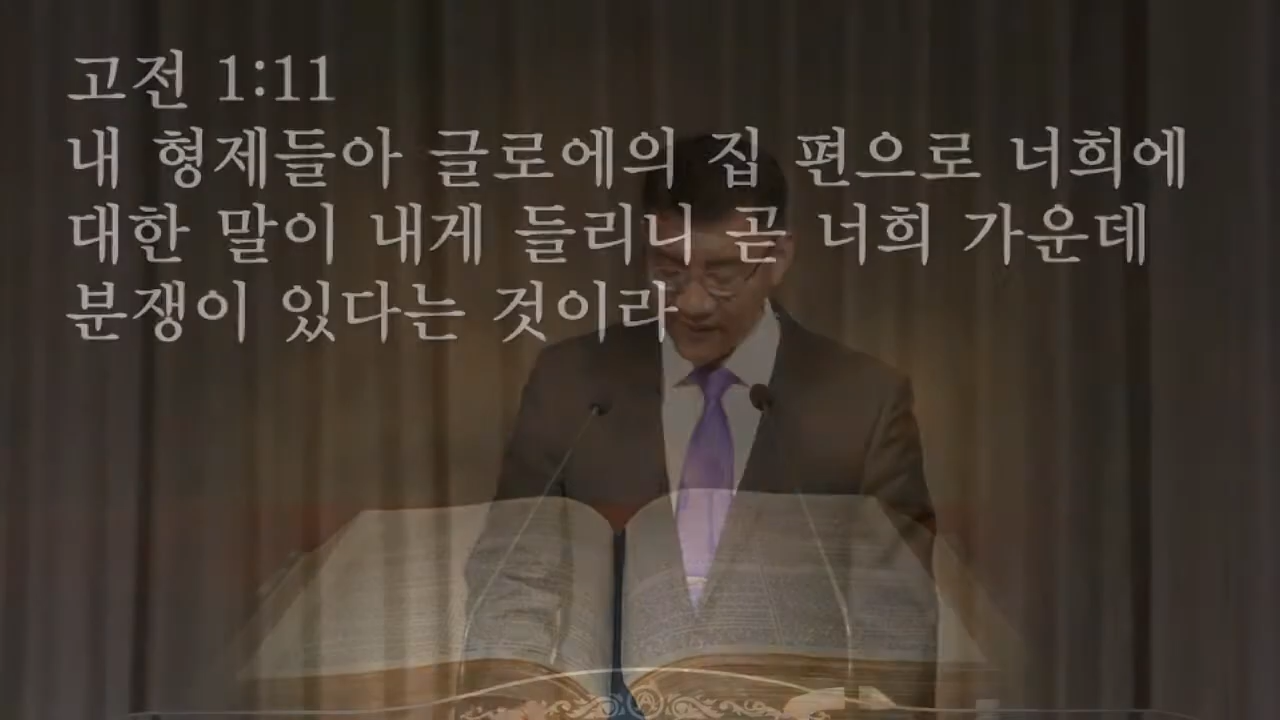 고전 1:11
내 형제들아 글로에의 집 편으로 너희에
대한 말이 내게 들리니 곧 너희 가운데
분쟁이 있다는 것이라